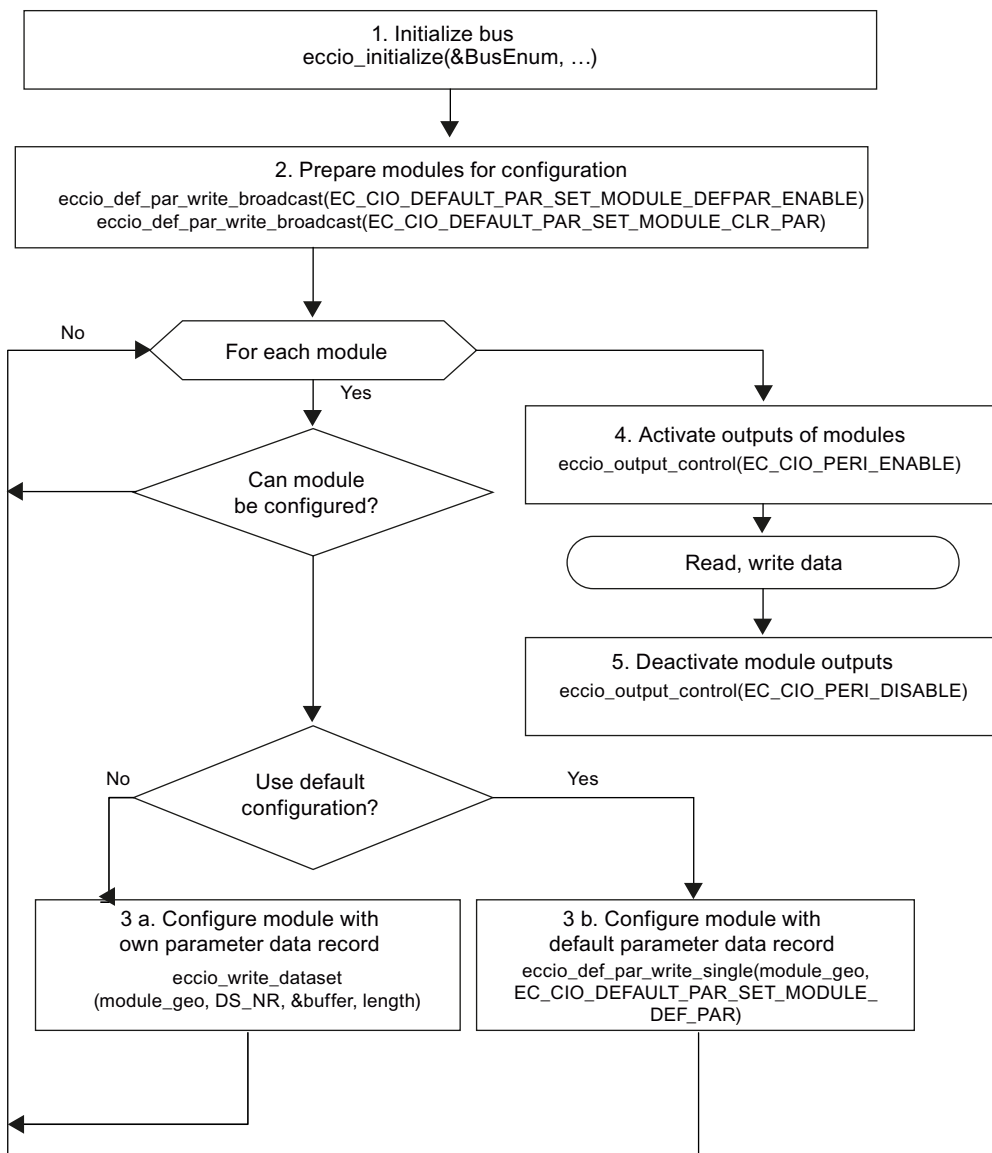 1. Initialize bus
eccio_initialize(&BusEnum, …)
2. Prepare modules for configuration
eccio_def_par_write_broadcast(EC_CIO_DEFAULT_PAR_SET_MODULE_DEFPAR_ENABLE)
eccio_def_par_write_broadcast(EC_CIO_DEFAULT_PAR_SET_MODULE_CLR_PAR)
No
For each module
Yes
Can module
be configured?
4. Activate outputs of modules
eccio_output_control(EC_CIO_PERI_ENABLE)
Read, write data
5. Deactivate module outputs
eccio_output_control(EC_CIO_PERI_DISABLE)
No
Use default
configuration?
Yes
3 a. Configure module with
own parameter data record
eccio_write_dataset
(module_geo, DS_NR, &buffer, length)
3 b. Configure module with
default parameter data record
eccio_def_par_write_single(module_geo,
EC_CIO_DEFAULT_PAR_SET_MODULE_
DEF_PAR)